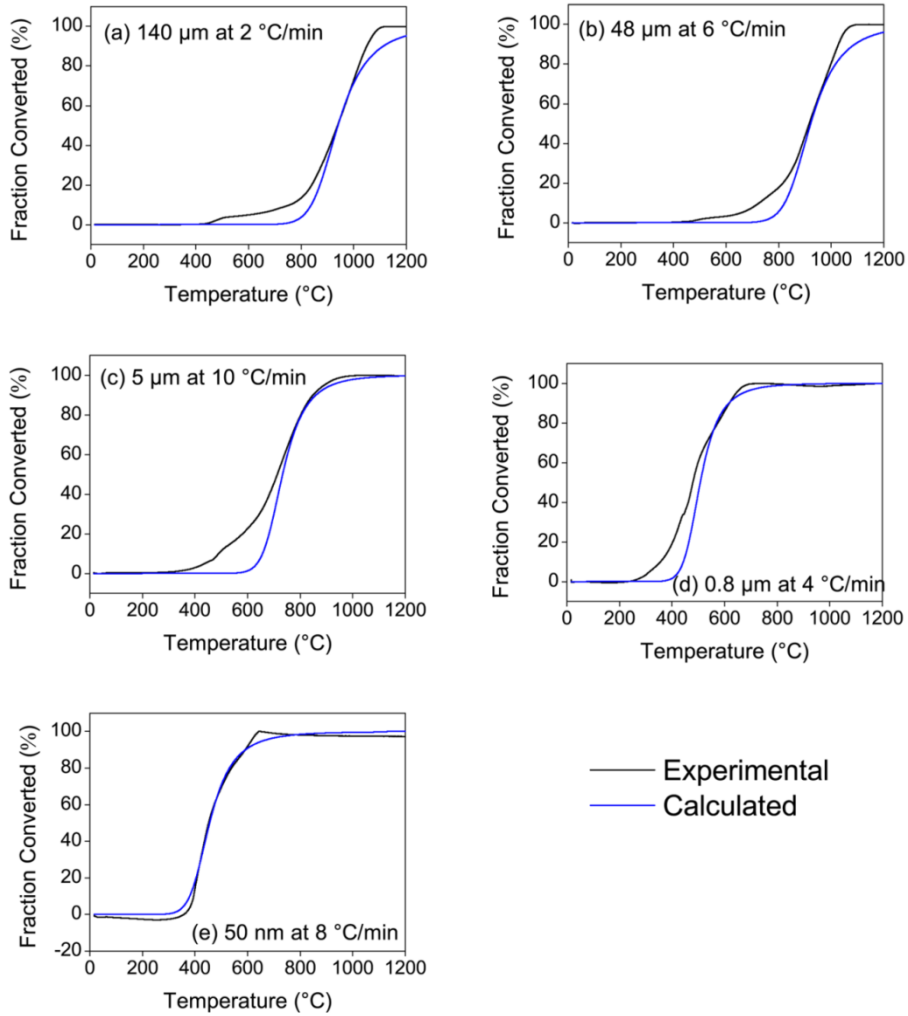 (a) 140 µm at 2 °C/min
Fraction Converted (%)
100
80
60
40
20
0
0 200 400 600 800 1000 1200
Temperature (°C)
(b) 48 µm at 6 °C/min
Fraction Converted (%)
100
80
60
40
20
0
0 200 400 600 800 1000 1200
Temperature (°C)
(c) 5 µm at 10 °C/min
Fraction Converted (%)
100
80
60
40
20
0
0 200 400 600 800 1000 1200
Temperature (°C)
Fraction Converted (%)
100
80
60
40
20
0
(d) 0.8 µm at 4 °C/min
0 200 400 600 800 1000 1200
Temperature (°C)
Fraction Converted (%)
100
80
60
40
20
0
-20
(e) 50 nm at 8 °C/min
0 200 400 600 800 1000 1200
Temperature (°C)
Experimental
Calculated